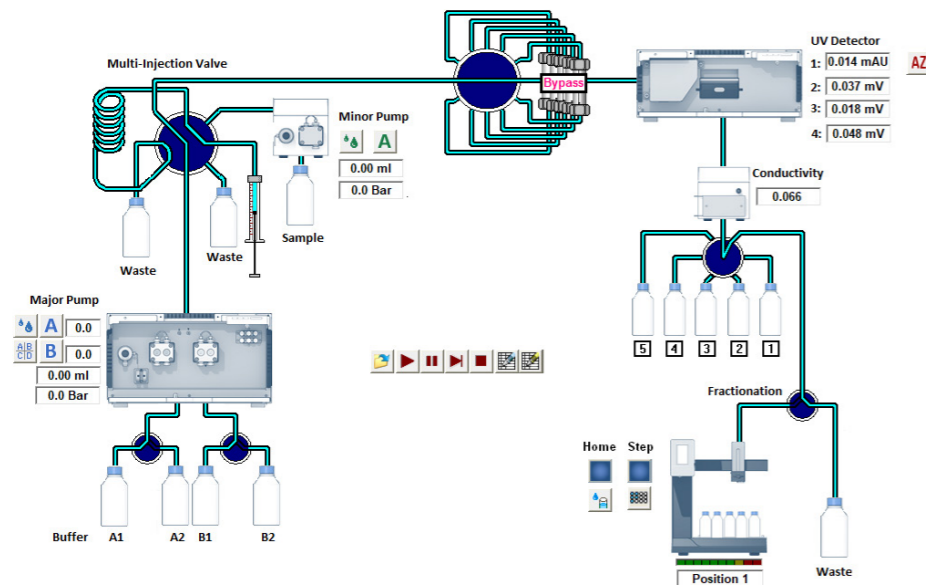 Multi-Injection Valve
Minor Pump
A
0.00 ml
0.0 Bar
Waste
Waste
Sample
Bypass
UV Detector
1: 0.014 mAU
AZ
2: 0.037 mV
3: 0.018 mV
4: 0.048 mV
Conductivity
0.066
5 4 3 2 1
Major Pump
A 0.0
A B C D B 0.0
0.00 ml
0.0 Bar
Buffer A1 A2 B1 B2
Fractionation
Home Step
Position 1
Waste